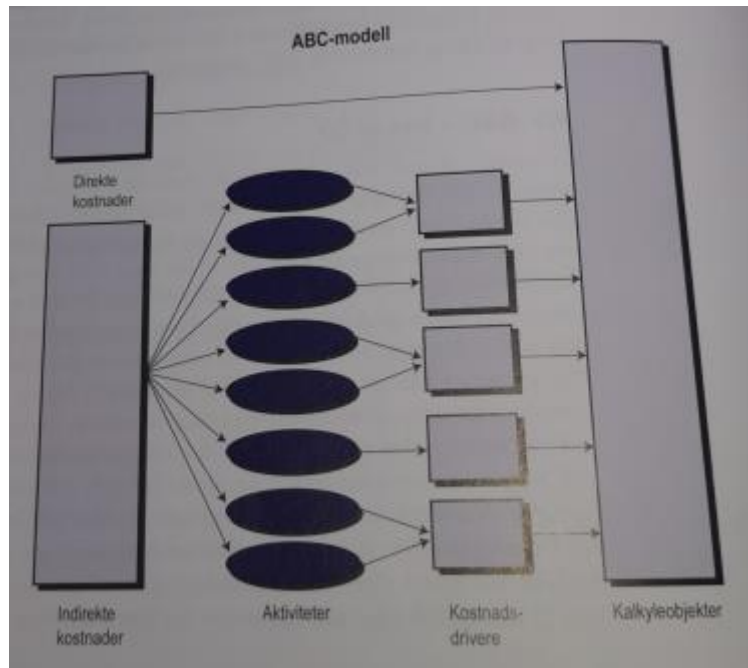 ABC-modell
Direkte
kostnader
Indirekte
kostnader
Aktiviteter
Kostnads-
drivere
Kalkyleobjekter